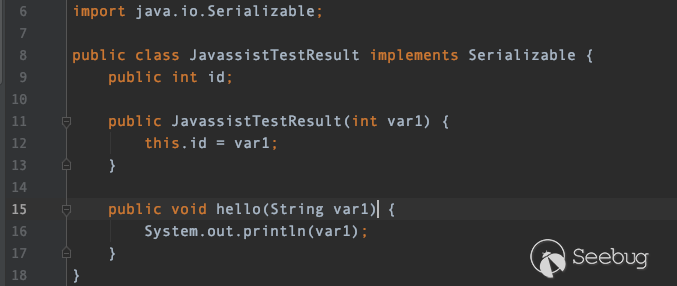 6 import java.io.Serializable;
7
8 public class JavassistTestResult implements Serializable {
9 public int id;
10
11 public JavassistTestResult(int var1) {
12 this.id = var1;
13 }
14
15 public void hello(String var1) {
16 System.out.println(var1);
17 }
18 }
Seebug